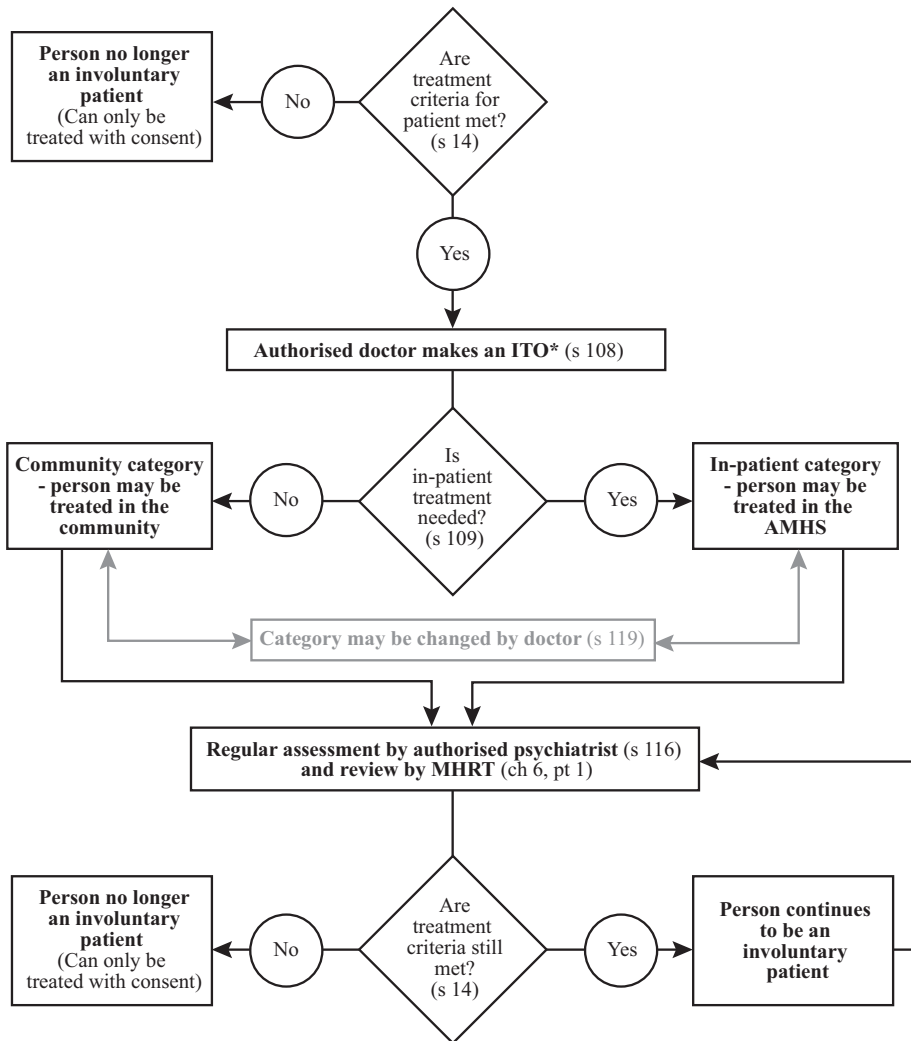 Person no longer
an involuntary
patient
(Can only be
treated with consent)
No
Are
treatment
criteria for
patient met?
(s 14)
Yes
Authorised doctor makes an ITO* (s 108)
Community category
- person may be
treated in the
community
No
Is
in-patient
treatment
needed?
(s 109)
Yes
In-patient category
- person may be
treated in the
AMHS
Category may be changed by doctor (s 119)
Regular assessment by authorised psychiatrist (s 116)
and review by MHRT (ch 6, pt 1)
Person no longer
an involuntary
patient
(Can only be
treated with consent)
No
Are
treatment
criteria still
met?
(s 14)
Yes
Person continues
to be an
involuntary
patient